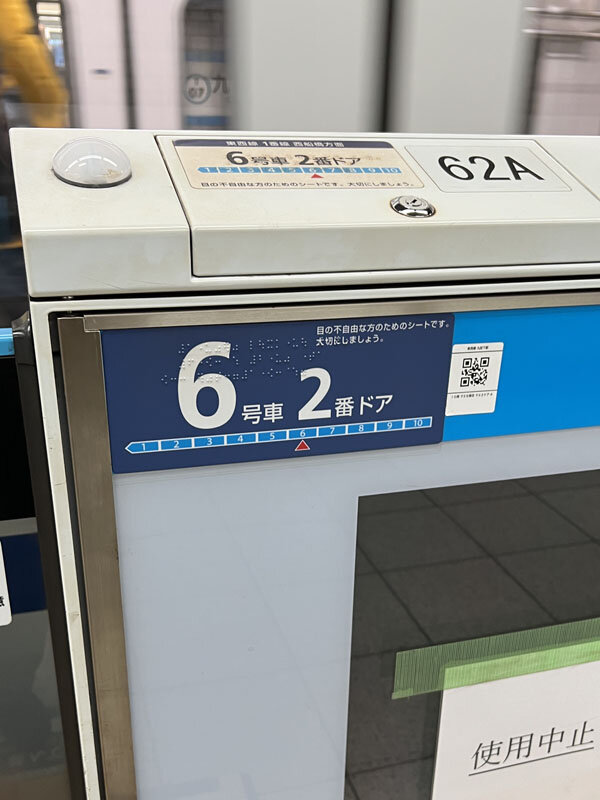 九
東西線 1番線 西船橋方面
6号車 2番ドア
1 2 3 4 5 6 7 8 9 10
目の不自由な方のためのシートです。大切にしましょう。
62A
目の不自由な方のためのシートです。
大切にしましょう。
6号車 2番ドア
1 2 3 4 5 6 7 8 9 10
使用中止